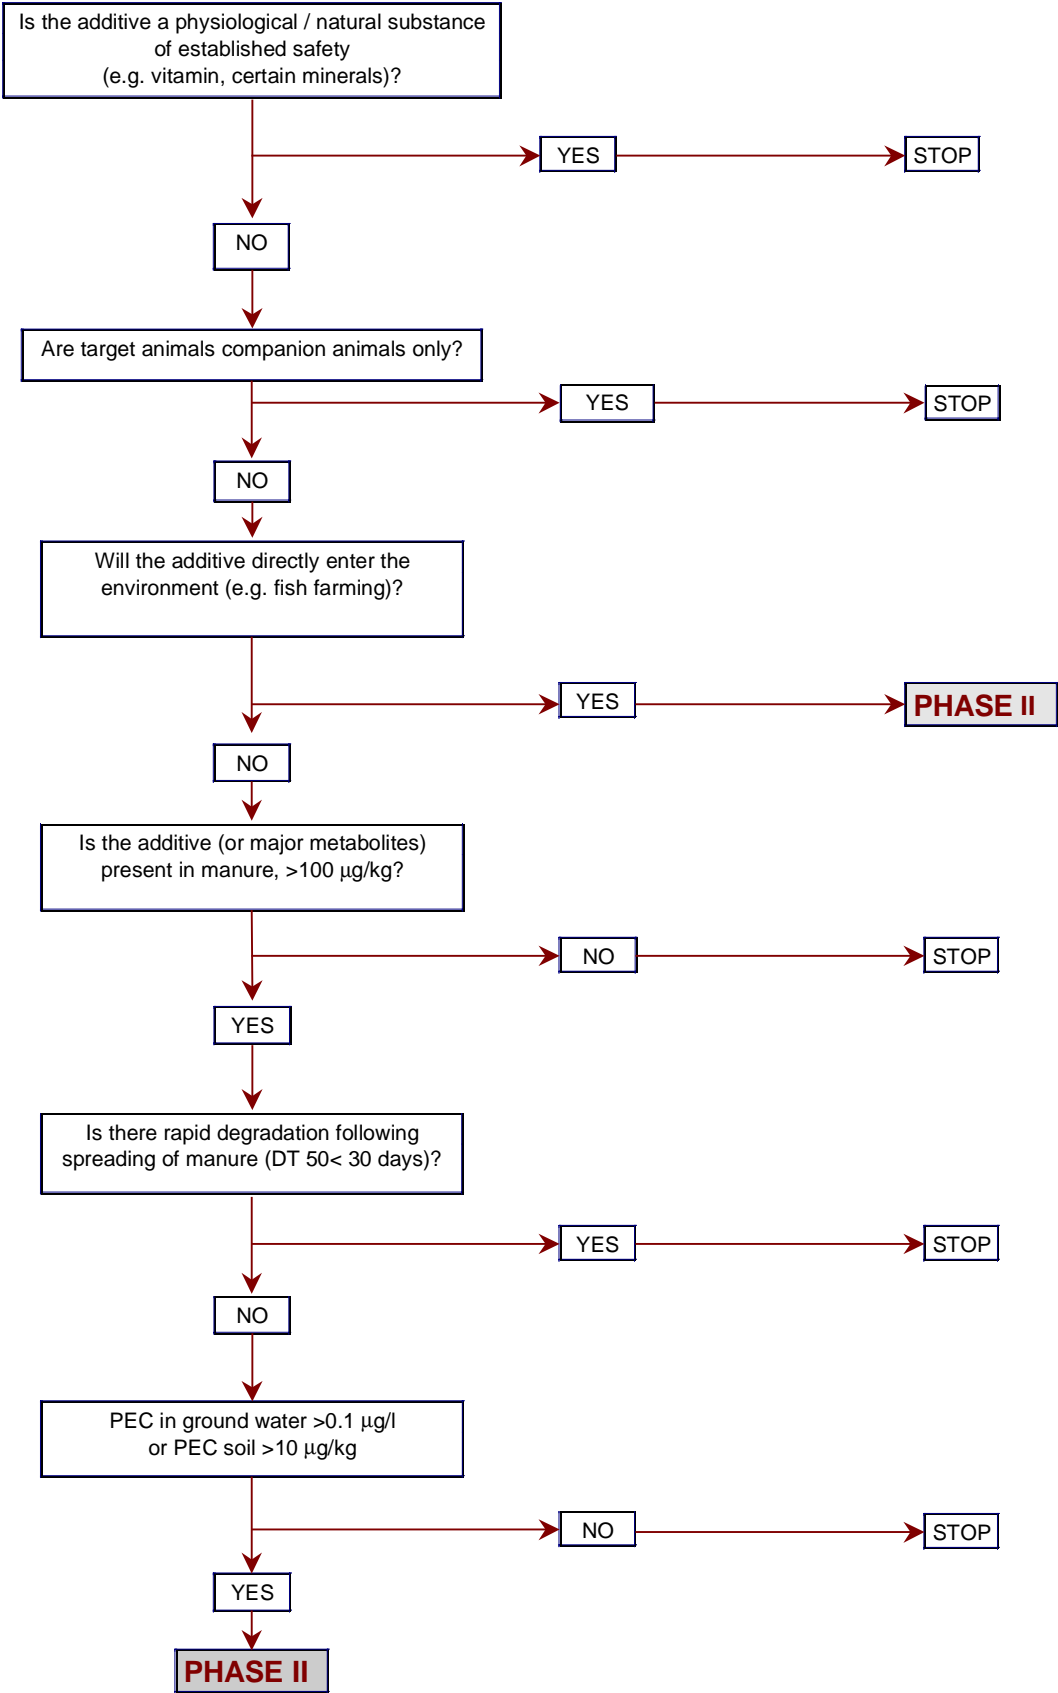 Is the additive a physiological / natural substance
of established safety
(e.g. vitamin, certain minerals)?
YES
STOP
NO
Are target animals companion animals only?
YES
STOP
NO
Will the additive directly enter the
environment (e.g. fish farming)?
YES
PHASE II
NO
Is the additive (or major metabolites)
present in manure, >100 μg/kg?
NO
STOP
YES
Is there rapid degradation following
spreading of manure (DT 50< 30 days)?
YES
STOP
NO
PEC in ground water >0.1 μg/l
or PEC soil >10 μg/kg
NO
STOP
YES
PHASE II